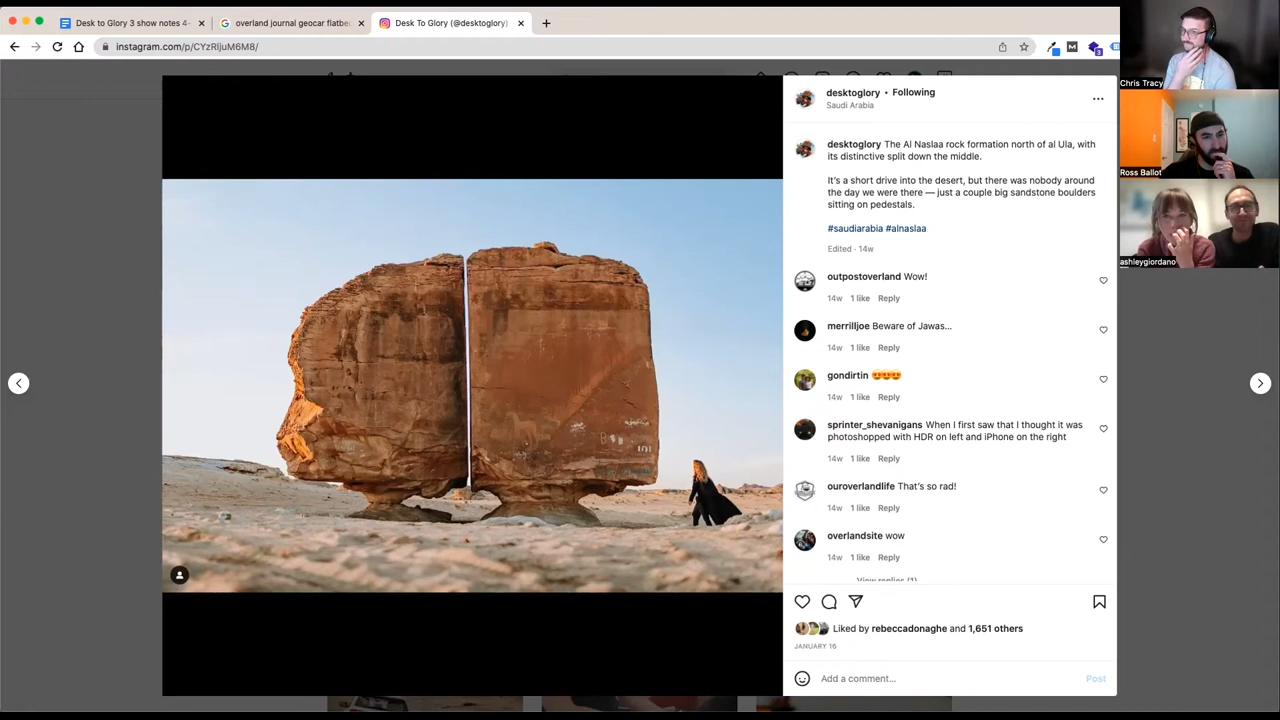 Desk to Glory 3 show notes 4-
overland journal geocar flatbed
Desk To Glory (@desktoglory)
instagram.com/p/CYzRljuM6M8/
Chris Tracy
Ross Ballot
ashleygiordano
desktoglory • Following
Saudi Arabia
desktoglory The Al Naslaa rock formation north of al Ula, with
its distinctive split down the middle.
It's a short drive into the desert, but there was nobody around
the day we were there — just a couple big sandstone boulders
sitting on pedestals.
#saudiarabia #alnaslaa
Edited · 14w
outpostoverland Wow!
14w 1 like Reply
merrilljoe Beware of Jawas...
14w 1 like Reply
gondirtin 😍😍😍
14w 1 like Reply
sprinter_shevanigans When I first saw that I thought it was
photoshopped with HDR on left and iPhone on the right
14w 1 like Reply
ouroverlandlife That's so rad!
14w 1 like Reply
overlandsite wow
14w 1 like Reply
View replies (1)
Liked by rebeccadonaghe and 1,651 others
JANUARY 16
Add a comment...
Post